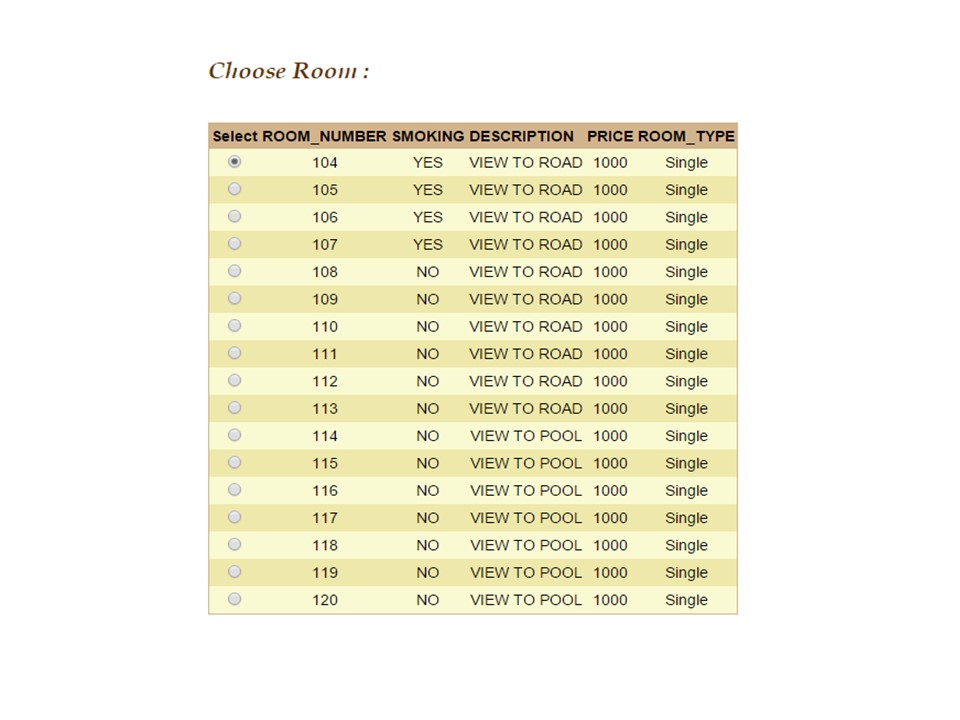 Choose Room :
Select ROOM_NUMBER SMOKING DESCRIPTION PRICE ROOM_TYPE
104 YES VIEW TO ROAD 1000 Single
105 YES VIEW TO ROAD 1000 Single
106 YES VIEW TO ROAD 1000 Single
107 YES VIEW TO ROAD 1000 Single
108 NO VIEW TO ROAD 1000 Single
109 NO VIEW TO ROAD 1000 Single
110 NO VIEW TO ROAD 1000 Single
111 NO VIEW TO ROAD 1000 Single
112 NO VIEW TO ROAD 1000 Single
113 NO VIEW TO ROAD 1000 Single
114 NO VIEW TO POOL 1000 Single
115 NO VIEW TO POOL 1000 Single
116 NO VIEW TO POOL 1000 Single
117 NO VIEW TO POOL 1000 Single
118 NO VIEW TO POOL 1000 Single
119 NO VIEW TO POOL 1000 Single
120 NO VIEW TO POOL 1000 Single